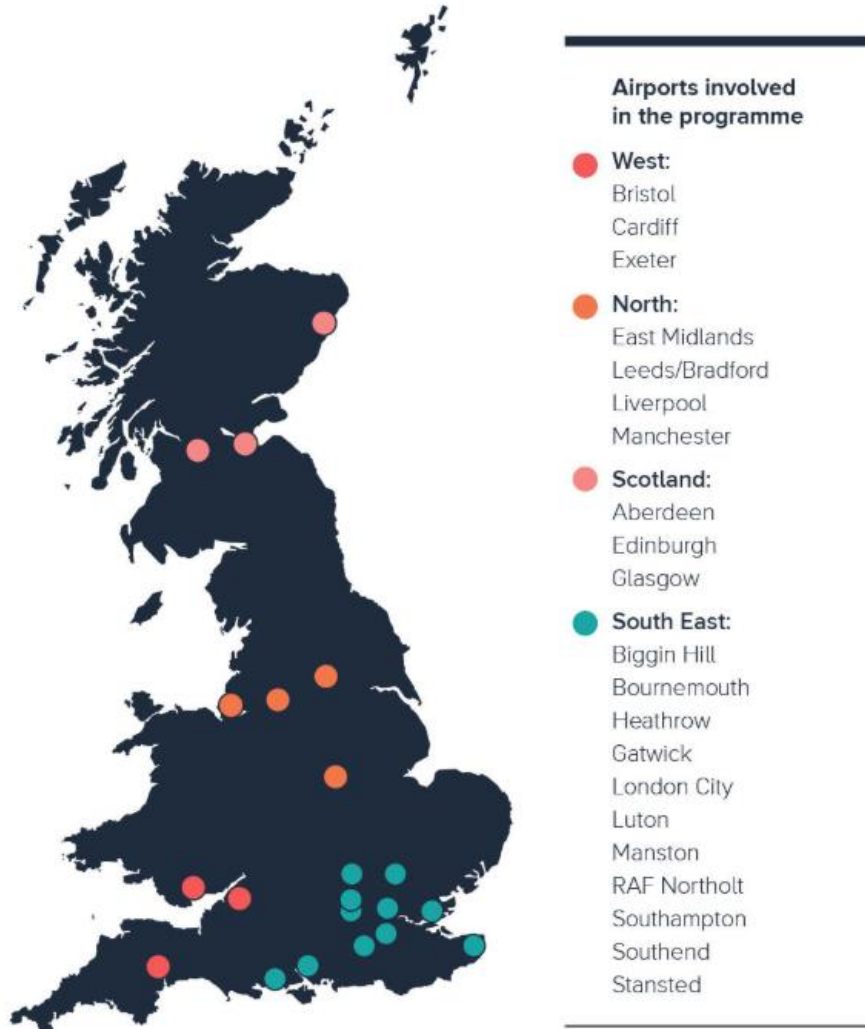 Airports involved
in the programme
West:
Bristol
Cardiff
Exeter
North:
East Midlands
Leeds/Bradford
Liverpool
Manchester
Scotland:
Aberdeen
Edinburgh
Glasgow
South East:
Biggin Hill
Bournemouth
Heathrow
Gatwick
London City
Luton
Manston
RAF Northolt
Southampton
Southend
Stansted